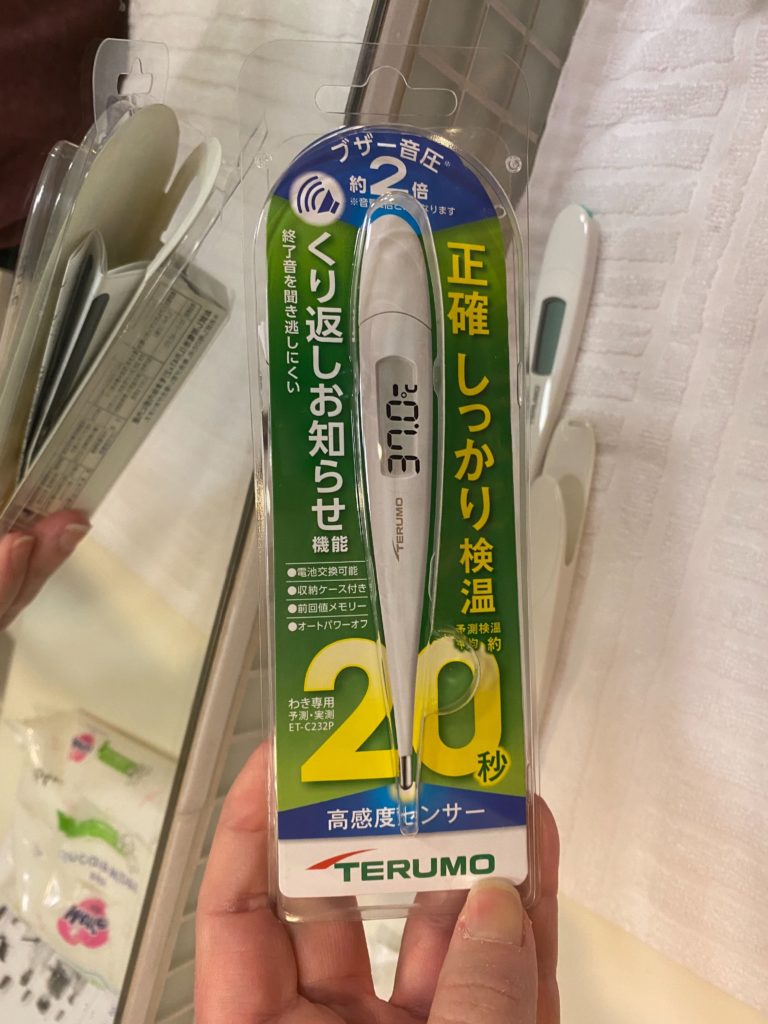 ブザー音圧※
約2倍
くり返しお知らせ
機能
終了音を聞き逃しにくい
正確 しっかり検温
37.0℃
TERUMO
●電池交換可能
●収納ケース付き
●前回値メモリー
●オートパワーオフ
予測検温
約
20秒
わき専用
予測・実測
ET-C232P
高感度センサー
TERUMO